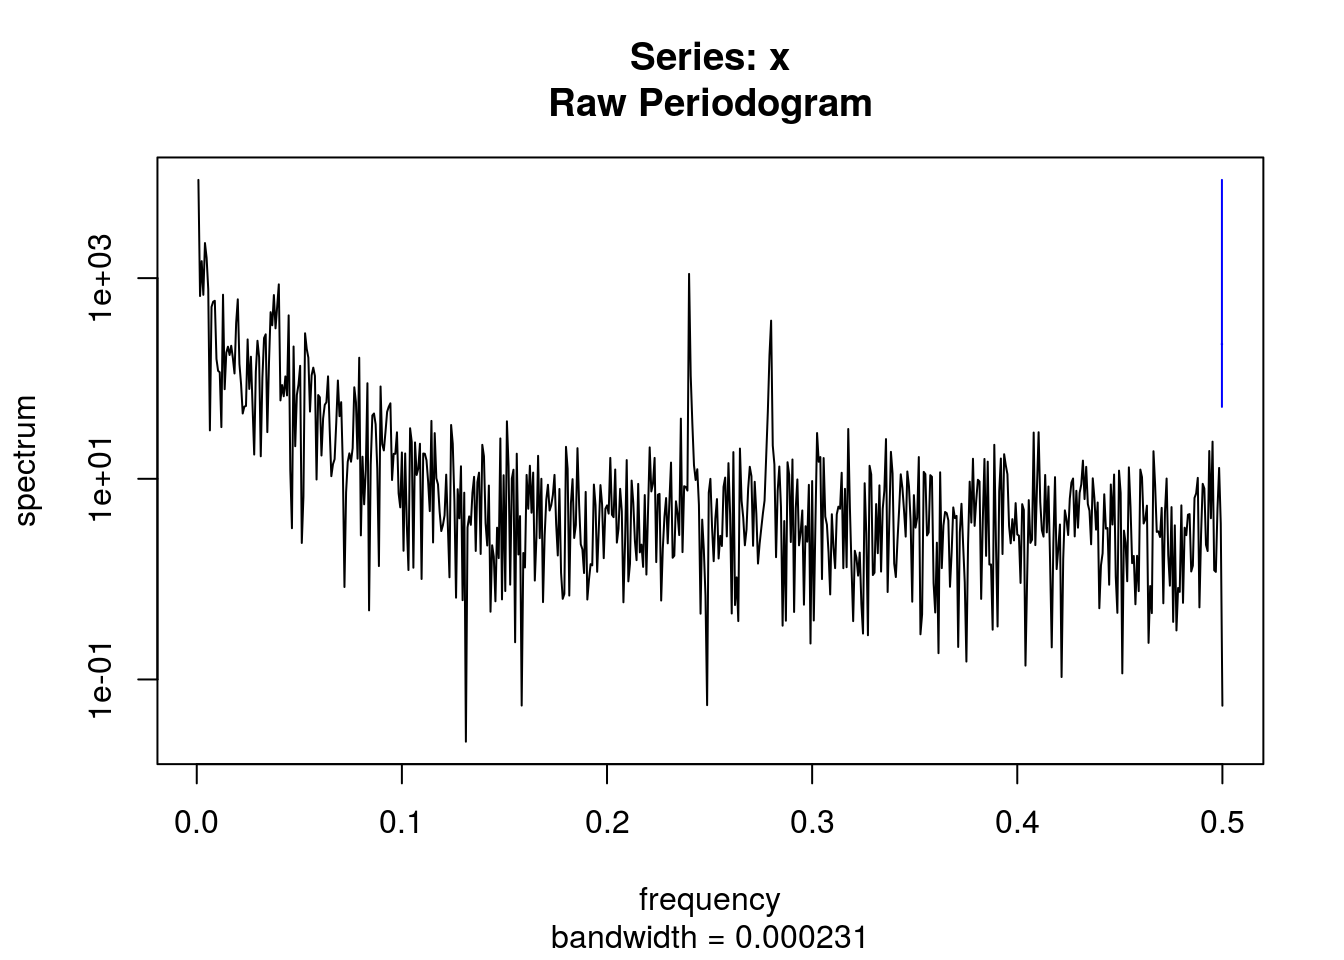 Series: x
Raw Periodogram
1e+03
1e+01
1e-01
spectrum
0.0 0.1 0.2 0.3 0.4 0.5
frequency
bandwidth = 0.000231